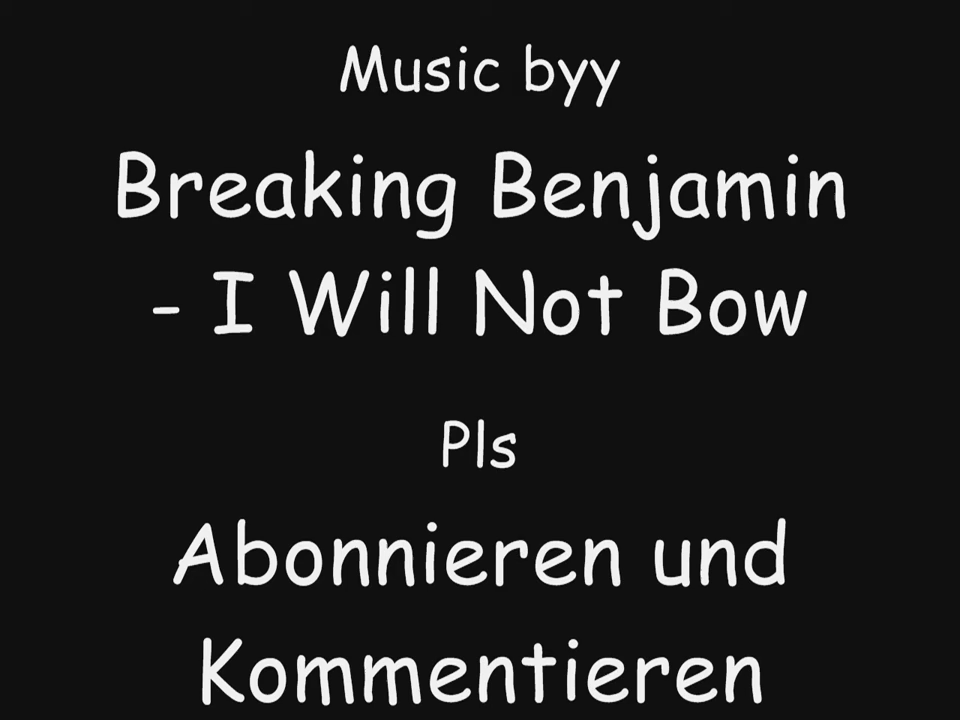 Music byy
Breaking Benjamin
- I Will Not Bow
Pls
Abonnieren und
Kommentieren